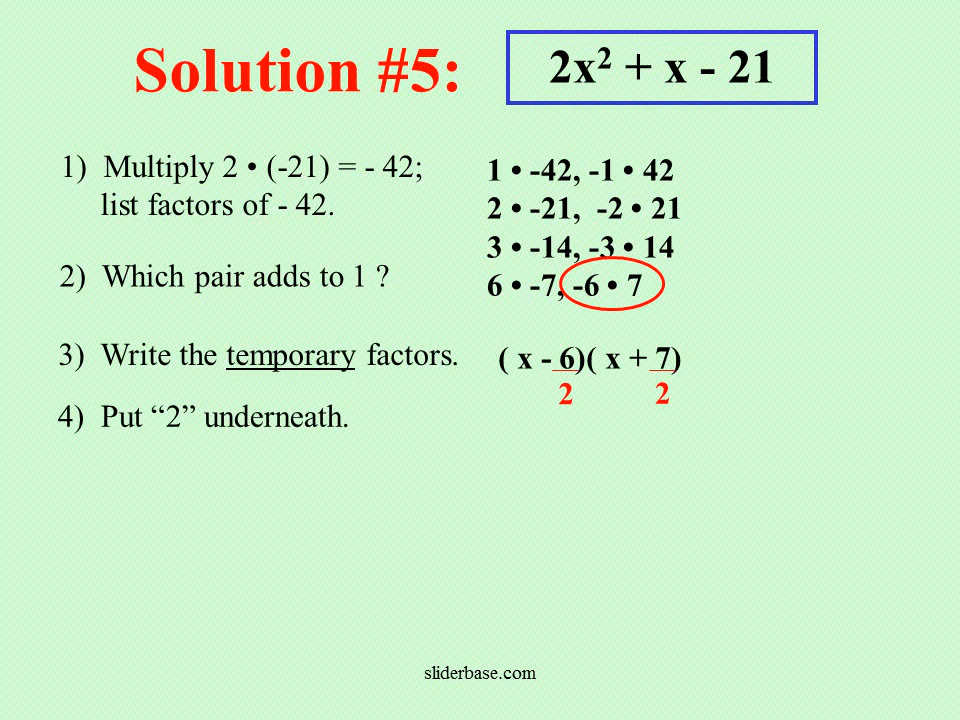 Solution #5:
2x² + x - 21
1) Multiply 2 • (-21) = - 42;
list factors of - 42.
1 • -42, -1 • 42
2 • -21, -2 • 21
3 • -14, -3 • 14
6 • -7, -6 • 7
2) Which pair adds to 1 ?
3) Write the temporary factors.
( x - 6)( x + 7)
2 2
4) Put “2” underneath.
sliderbase.com